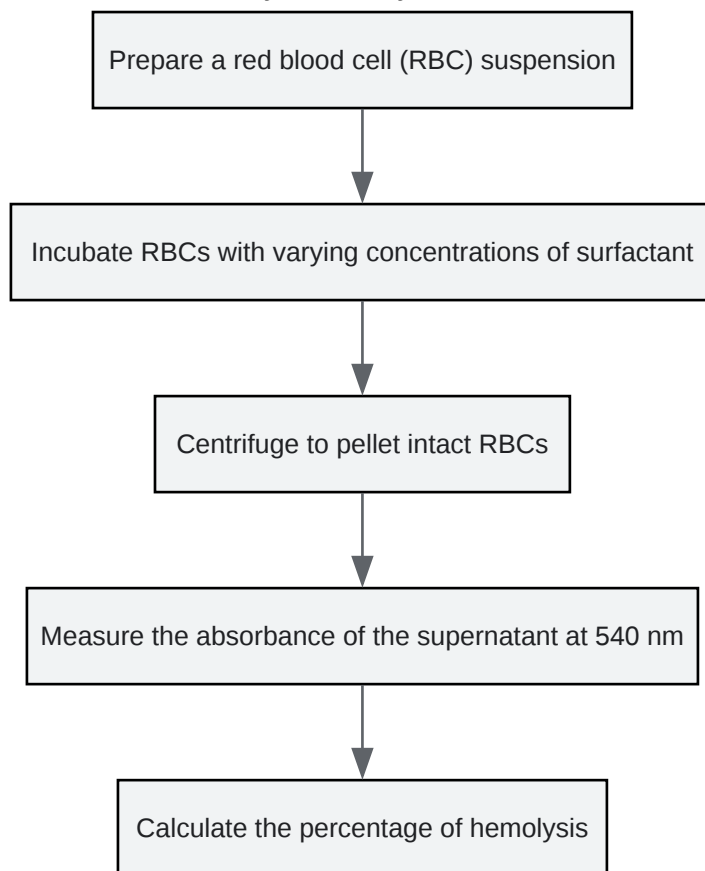 Prepare a red blood cell (RBC) suspension
Incubate RBCs with varying concentrations of surfactant
Centrifuge to pellet intact RBCs
Measure the absorbance of the supernatant at 540 nm
Calculate the percentage of hemolysis